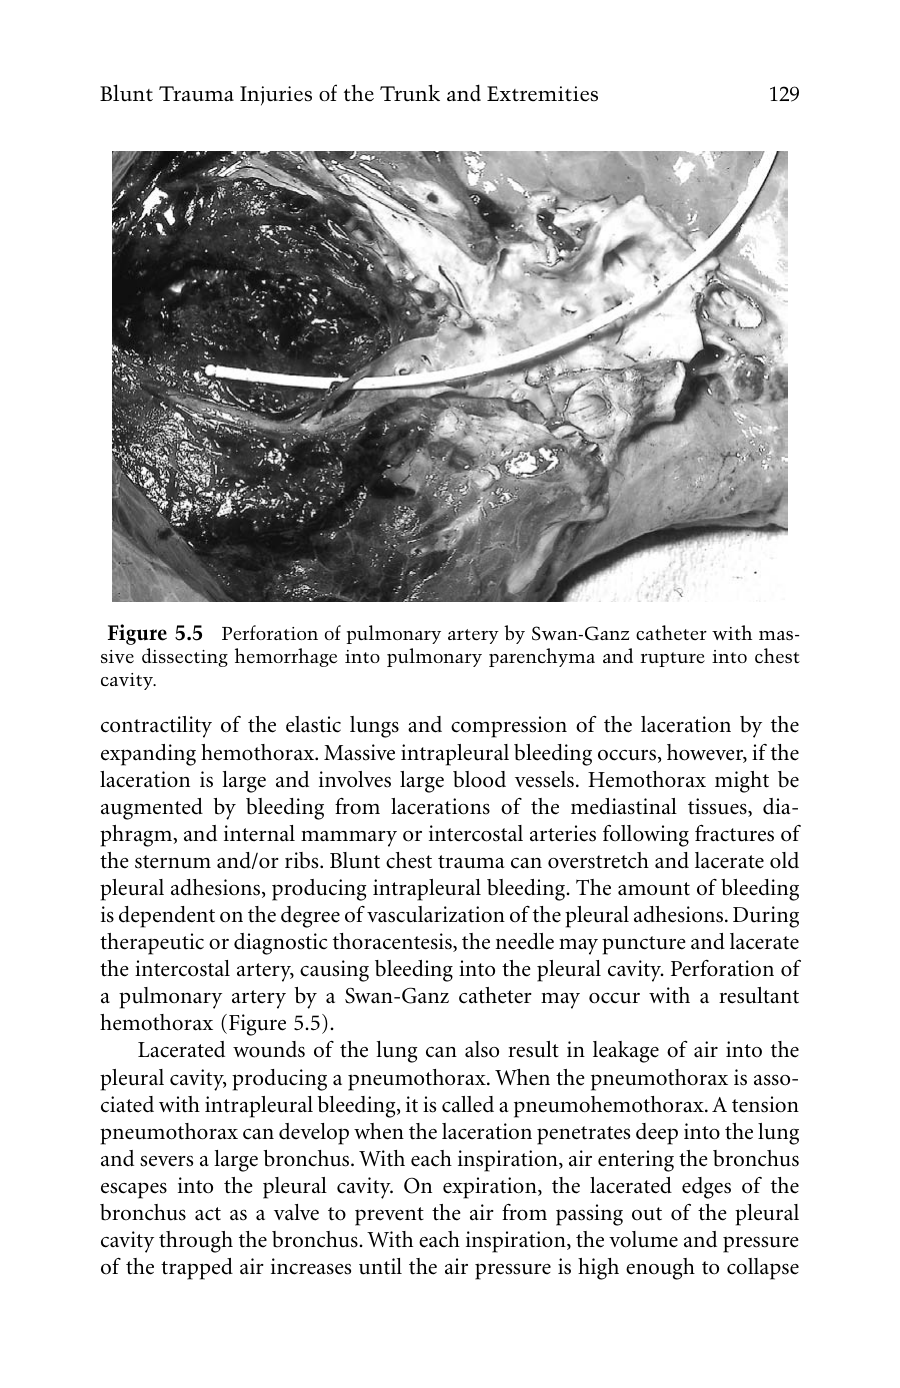 Blunt Trauma Injuries of the Trunk and Extremities 129
Figure 5.5 Perforation of pulmonary artery by Swan-Ganz catheter with mas-
sive dissecting hemorrhage into pulmonary parenchyma and rupture into chest
cavity.
contractility of the elastic lungs and compression of the laceration by the
expanding hemothorax. Massive intrapleural bleeding occurs, however, if the
laceration is large and involves large blood vessels. Hemothorax might be
augmented by bleeding from lacerations of the mediastinal tissues, dia-
phragm, and internal mammary or intercostal arteries following fractures of
the sternum and/or ribs. Blunt chest trauma can overstretch and lacerate old
pleural adhesions, producing intrapleural bleeding. The amount of bleeding
is dependent on the degree of vascularization of the pleural adhesions. During
therapeutic or diagnostic thoracentesis, the needle may puncture and lacerate
the intercostal artery, causing bleeding into the pleural cavity. Perforation of
a pulmonary artery by a Swan-Ganz catheter may occur with a resultant
hemothorax (Figure 5.5).
Lacerated wounds of the lung can also result in leakage of air into the
pleural cavity, producing a pneumothorax. When the pneumothorax is asso-
ciated with intrapleural bleeding, it is called a pneumohemothorax. A tension
pneumothorax can develop when the laceration penetrates deep into the lung
and severs a large bronchus. With each inspiration, air entering the bronchus
escapes into the pleural cavity. On expiration, the lacerated edges of the
bronchus act as a valve to prevent the air from passing out of the pleural
cavity through the bronchus. With each inspiration, the volume and pressure
of the trapped air increases until the air pressure is high enough to collapse